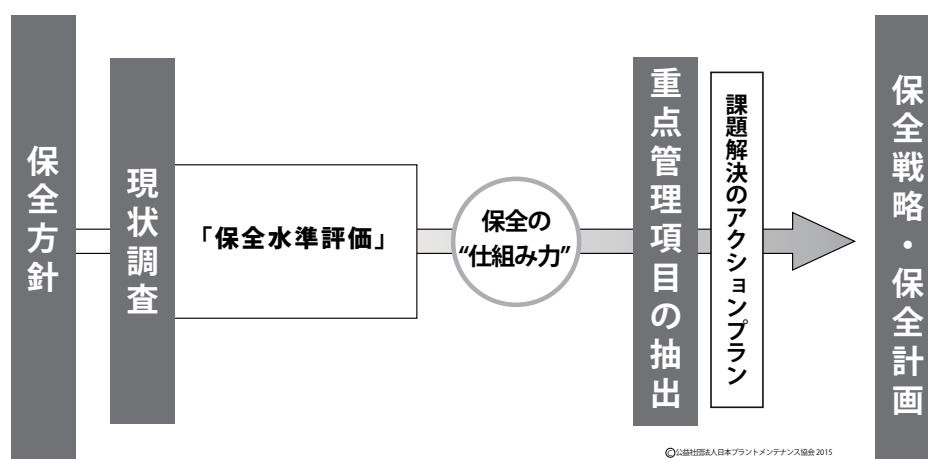 保全方針
現状調査
「保全水準評価」
保全の
“仕組み力”
重点管理項目の抽出
課題解決のアクションプラン
保全戦略・保全計画
©公益社団法人日本プラントメンテナンス協会 2015